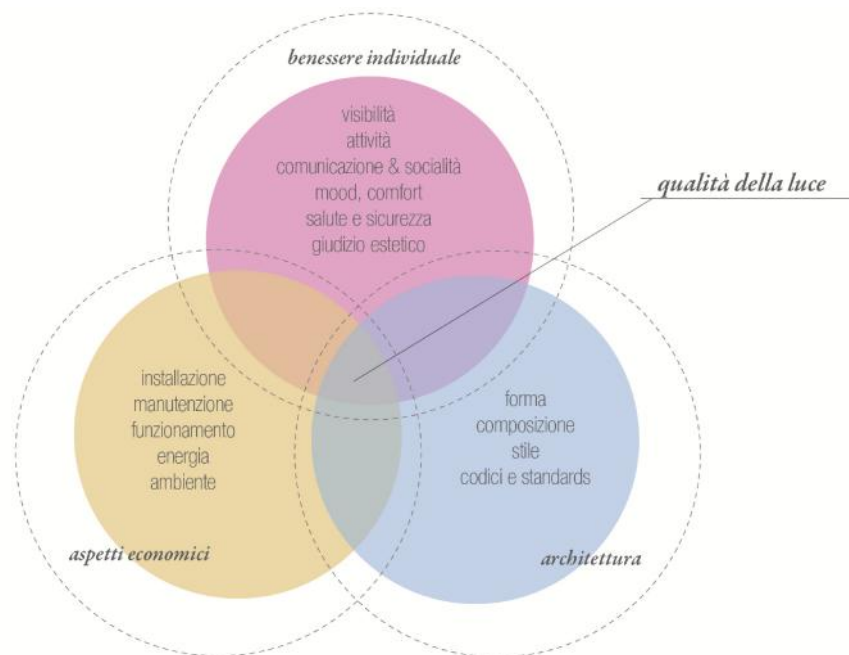 benessere individuale
visibilità
attività
comunicazione & socialità
mood, comfort
salute e sicurezza
giudizio estetico
qualità della luce
installazione
manutenzione
funzionamento
energia
ambiente
aspetti economici
forma
composizione
stile
codici e standards
architettura